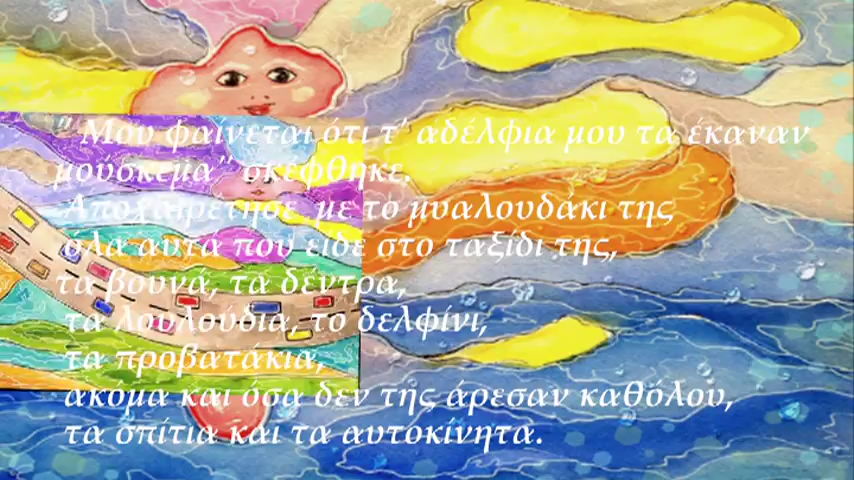 " Μου φαίνεται ότι τ' αδέλφια μου τα έκαναν
μούσκεμα" σκέφθηκε.
Αποχαιρέτησε με το μυαλουδάκι της
όλα αυτά που είδε στο ταξίδι της,
τα βουνά, τα δέντρα,
τα λουλούδια, το δελφίνι,
τα προβατάκια,
ακόμα και όσα δεν της άρεσαν καθόλου,
τα σπίτια και τα αυτοκίνητα.